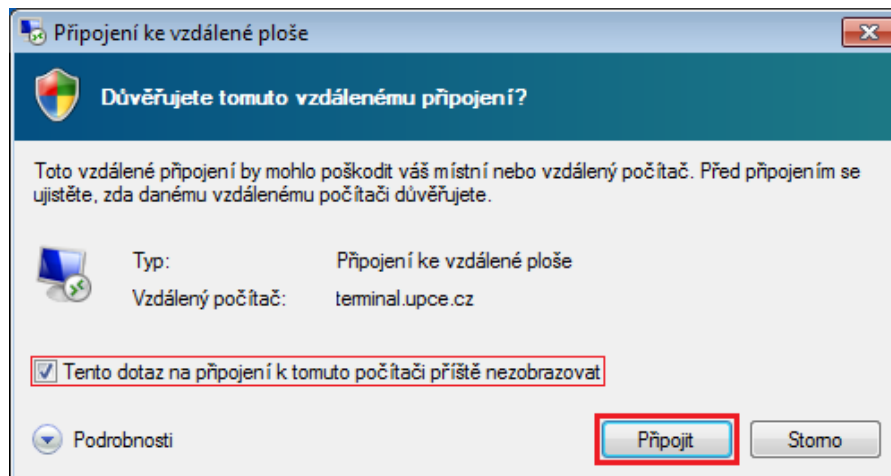 Připojení ke vzdálené ploše
Důvěřujete tomuto vzdálenému připojení?
Toto vzdálené připojení by mohlo poškodit váš místní nebo vzdálený počítač. Před připojením se
ujistěte, zda danému vzdálenému počítači důvěřujete.
Typ: Připojení ke vzdálené ploše
Vzdálený počítač: terminal.upce.cz
Tento dotaz na připojení k tomuto počítači příště nezobrazovat
Podrobnosti Připojit Storno